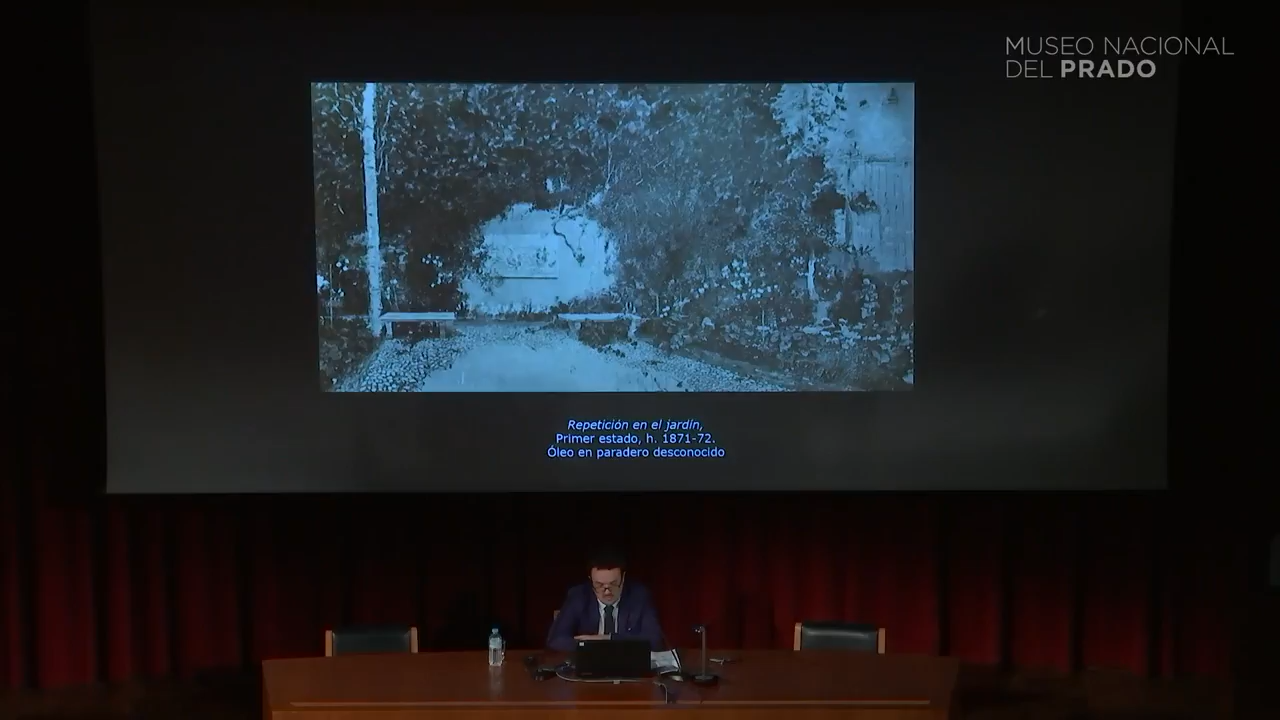 MUSEO NACIONAL
DEL PRADO
Repetición en el jardín,
Primer estado, h. 1871-72.
Óleo en paradero desconocido